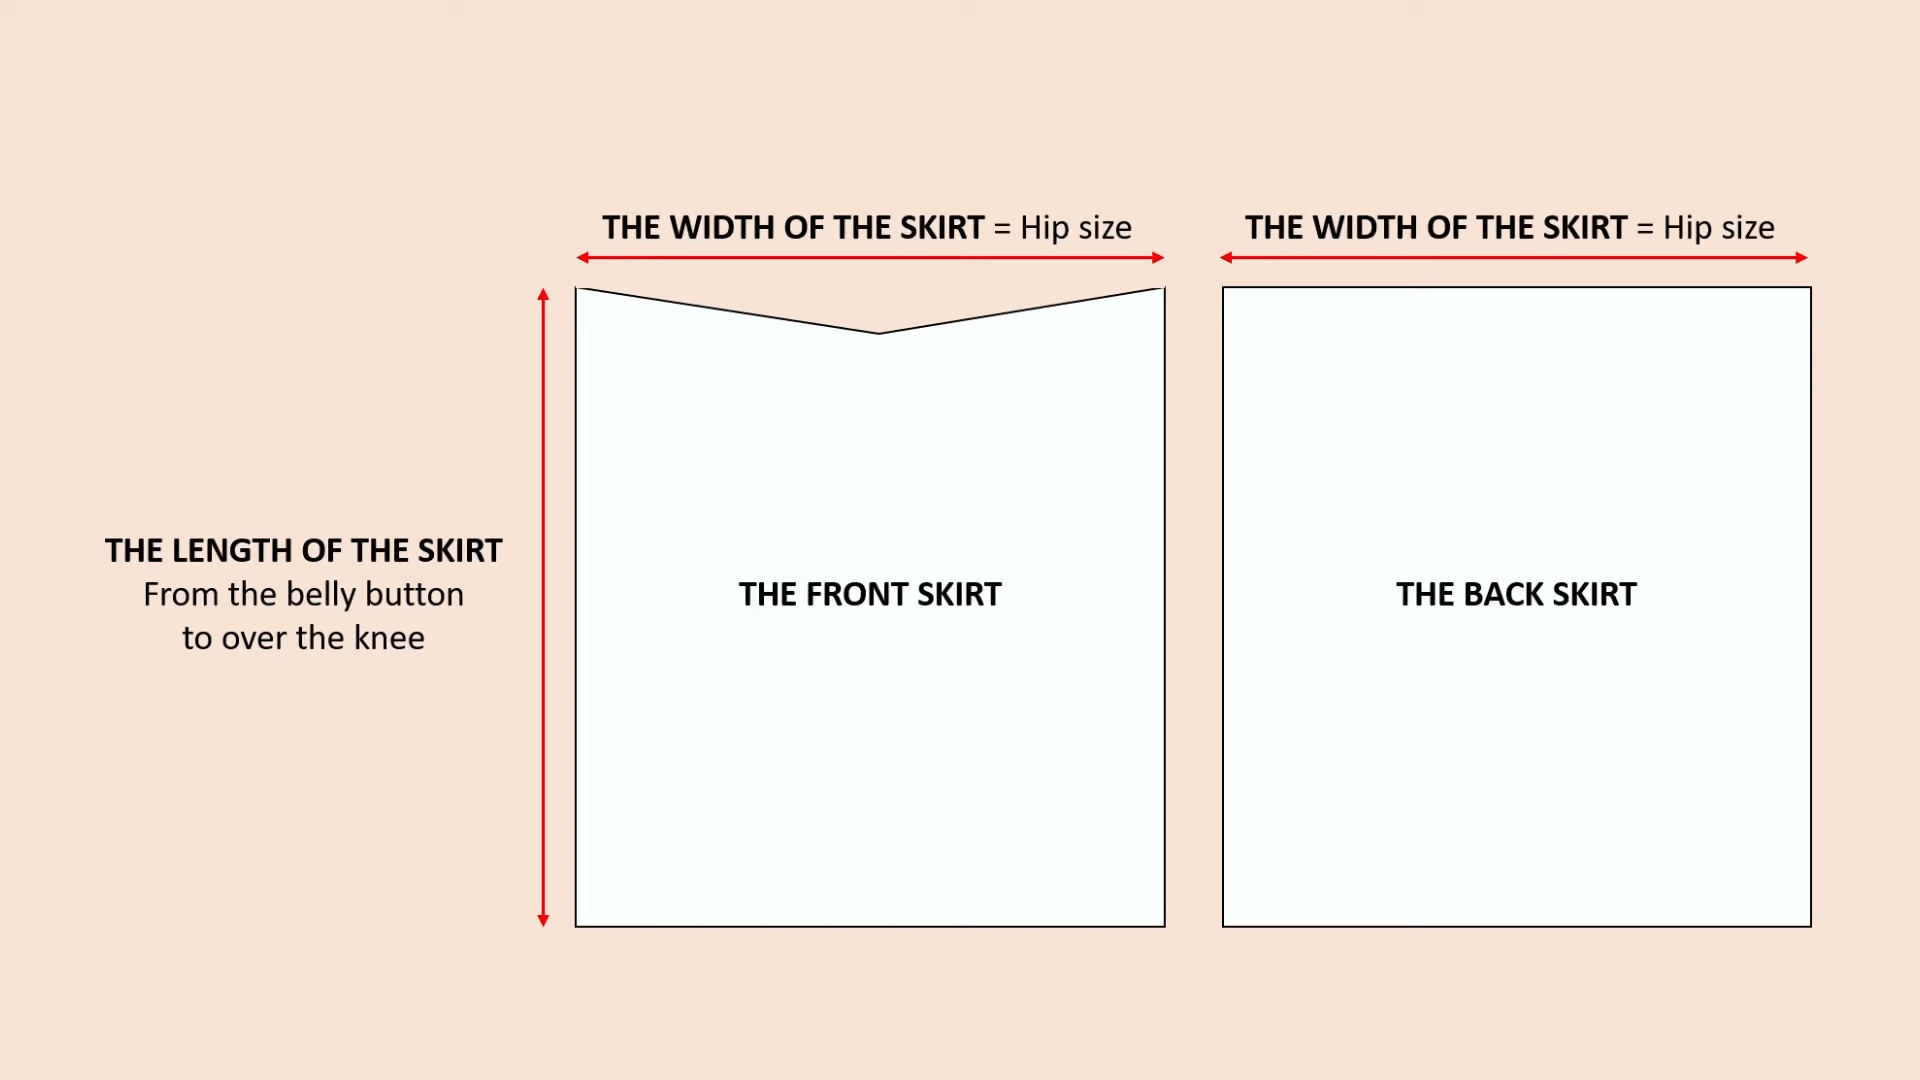 THE WIDTH OF THE SKIRT = Hip size
THE WIDTH OF THE SKIRT = Hip size
THE LENGTH OF THE SKIRT
From the belly button
to over the knee
THE FRONT SKIRT
THE BACK SKIRT